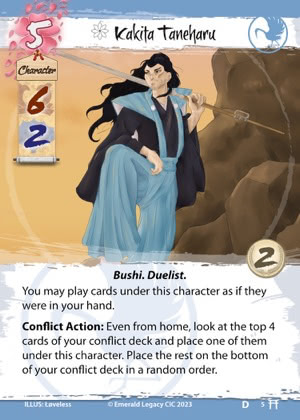 5
Kakita Taneharu
Character
6
2
2
Bushi. Duelist.
You may play cards under this character as if they
were in your hand.
Conflict Action: Even from home, look at the top 4
cards of your conflict deck and place one of them
under this character. Place the rest on the bottom
of your conflict deck in a random order.
ILLUS: Løveless
© Emerald Legacy CIC 2023
D
5